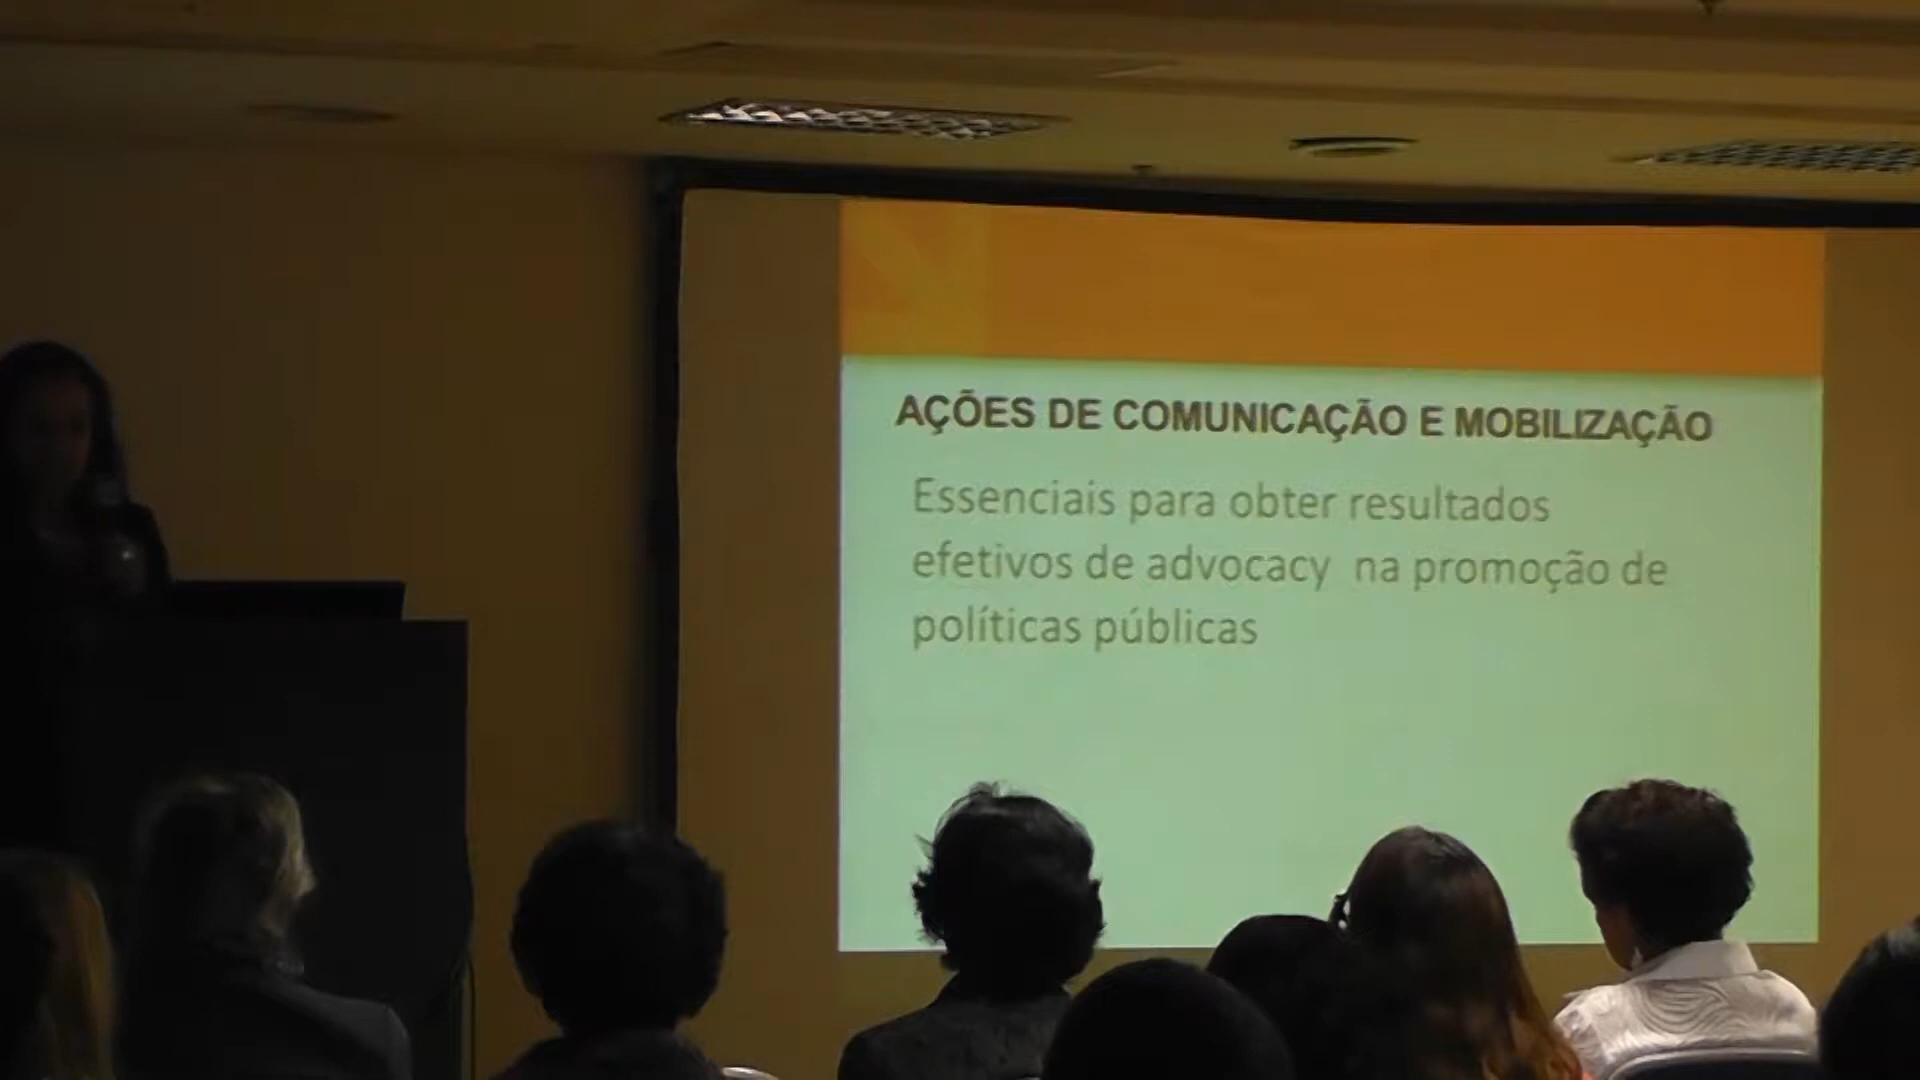 AÇÕES DE COMUNICAÇÃO E MOBILIZAÇÃO
Essenciais para obter resultados
efetivos de advocacy na promoção de
políticas públicas